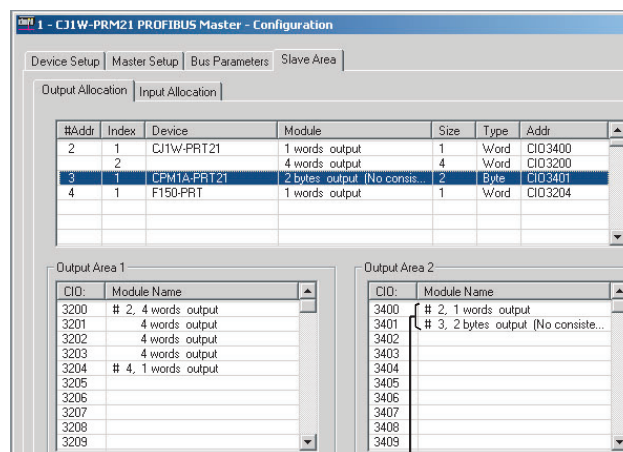 1 - CJ1W-PRM21 PROFIBUS Master - Configuration
Device Setup Master Setup Bus Parameters Slave Area
Output Allocation Input Allocation
#Addr Index Device Module Size Type Addr
2 1 CJ1W-PRT21 1 words output 1 Word CIO3400
2 4 words output 4 Word CIO3200
3 1 CPM1A-PRT21 2 bytes output (No consis... 2 Byte CIO3401
4 1 F150-PRT 1 words output 1 Word CIO3204
Output Area 1
CIO: Module Name
3200 # 2, 4 words output
3201 4 words output
3202 4 words output
3203 4 words output
3204 # 4, 1 words output
3205
3206
3207
3208
3209
Output Area 2
CIO: Module Name
3400 # 2, 1 words output
3401 # 3, 2 bytes output (No consiste...
3402
3403
3404
3405
3406
3407
3408
3409